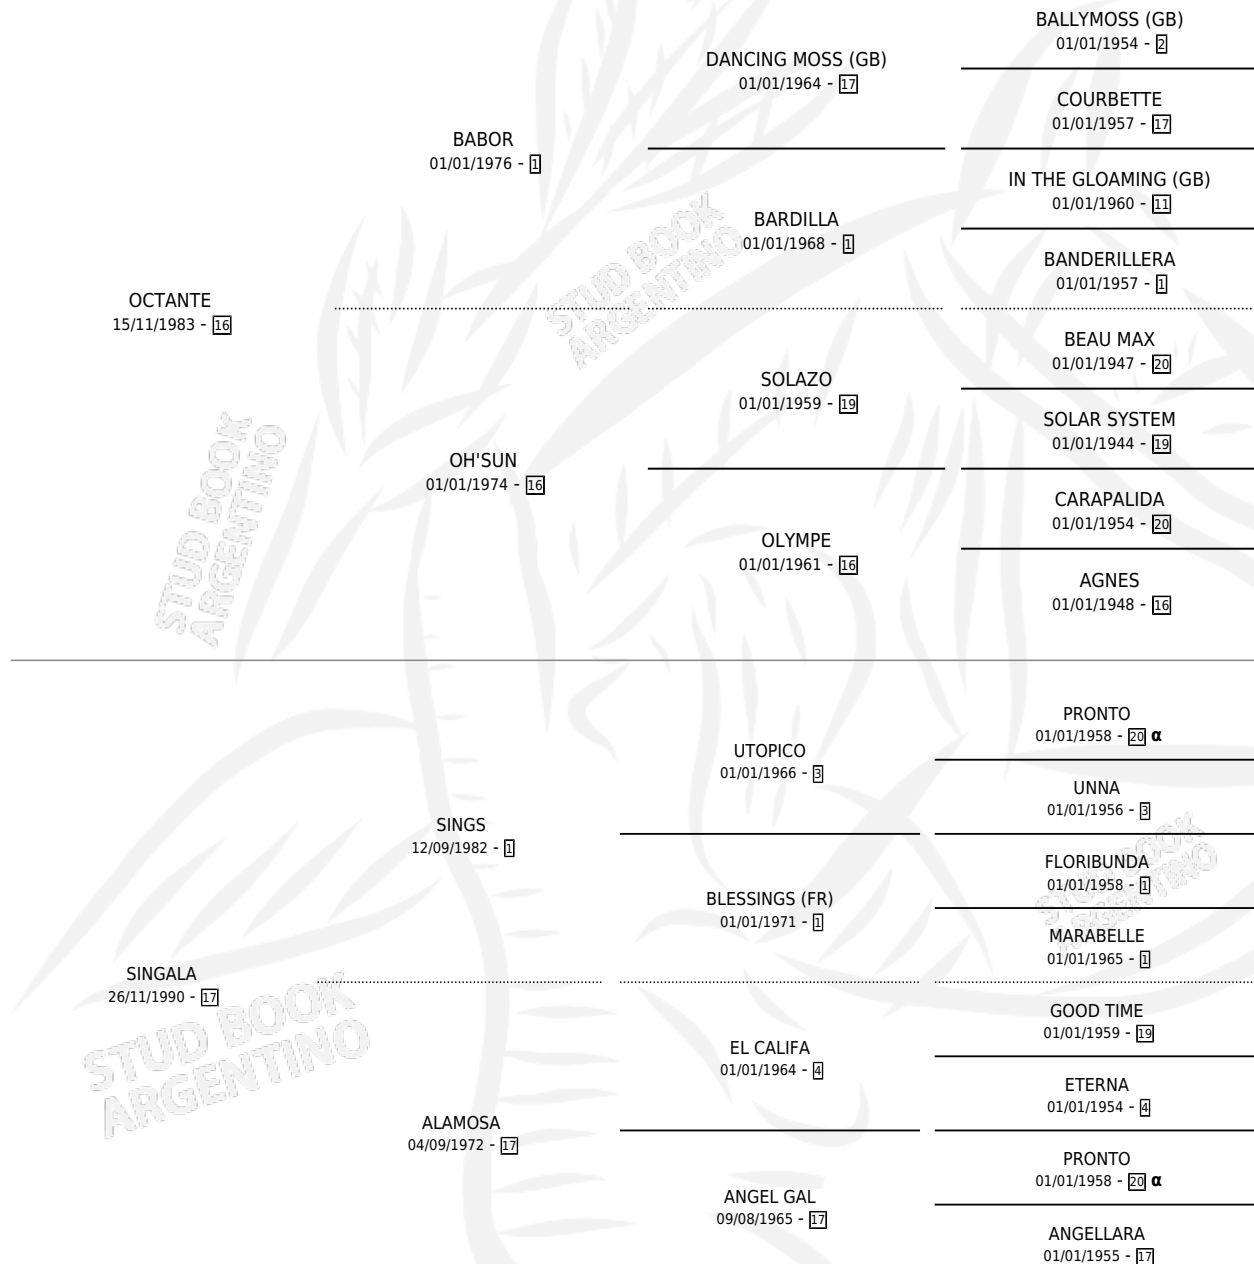 BALLYMOSS (GB)
01/01/1954 - 2
DANCING MOSS (GB)
01/01/1964 - 17
COURBETTE
01/01/1957 - 17
BABOR
01/01/1976 - 1
IN THE GLOAMING (GB)
01/01/1960 - 11
BARDILLA
01/01/1968 - 1
BANDERILLERA
01/01/1957 - 1
OCTANTE
15/11/1983 - 16
BEAU MAX
01/01/1947 - 20
SOLAZO
01/01/1959 - 19
SOLAR SYSTEM
01/01/1944 - 19
OH'SUN
01/01/1974 - 16
CARAPALIDA
01/01/1954 - 20
OLYMPE
01/01/1961 - 16
AGNES
01/01/1948 - 16
PRONTO
01/01/1958 - 20 α
UTOPICO
01/01/1966 - 3
UNNA
01/01/1956 - 3
SINGS
12/09/1982 - 1
FLORIBUNDA
01/01/1958 - 1
BLESSINGS (FR)
01/01/1971 - 1
MARABELLE
01/01/1965 - 1
SINGALA
26/11/1990 - 17
GOOD TIME
01/01/1959 - 19
EL CALIFA
01/01/1964 - 4
ETERNA
01/01/1954 - 4
ALAMOSA
04/09/1972 - 17
PRONTO
01/01/1958 - 20 α
ANGEL GAL
09/08/1965 - 17
ANGELLARA
01/01/1955 - 17
STUD BOOK
ARGENTINO
STUD BOOK
ARGENTINO
STUD BOOK
ARGENTINO
STUD BOOK
ARGENTINO